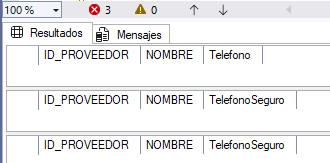 100 % 3 0
Resultados Mensajes
ID_PROVEEDOR NOMBRE Telefono
ID_PROVEEDOR NOMBRE TelefonoSeguro
ID_PROVEEDOR NOMBRE TelefonoSeguro